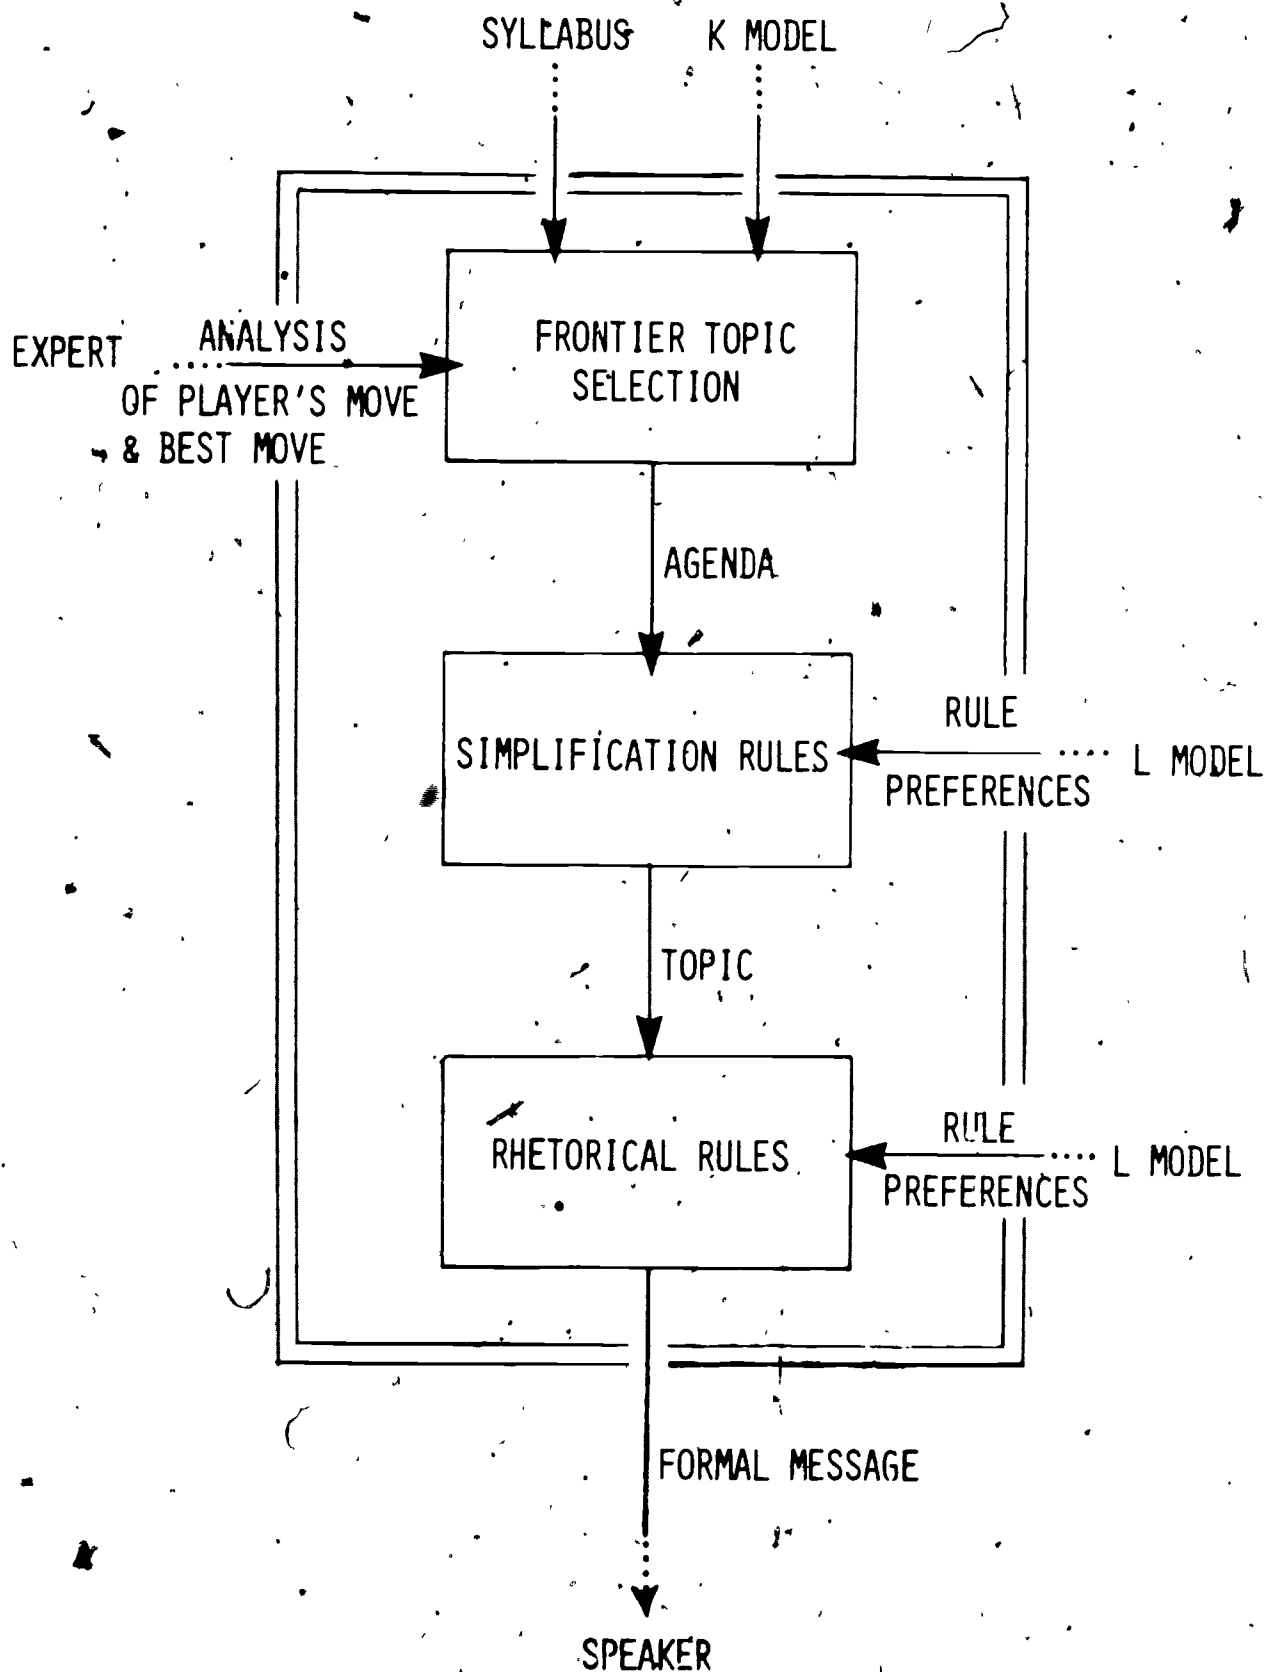 SYLLABUS K MODEL
EXPERT
ANALYSIS
OF PLAYER'S MOVE
& BEST MOVE
FRONTIER TOPIC
SELECTION
AGENDA
SIMPLIFICATION RULES
RULE
PREFERENCES
L MODEL
TOPIC
RHETORICAL RULES
RULE
PREFERENCES
L MODEL
FORMAL MESSAGE
SPEAKER